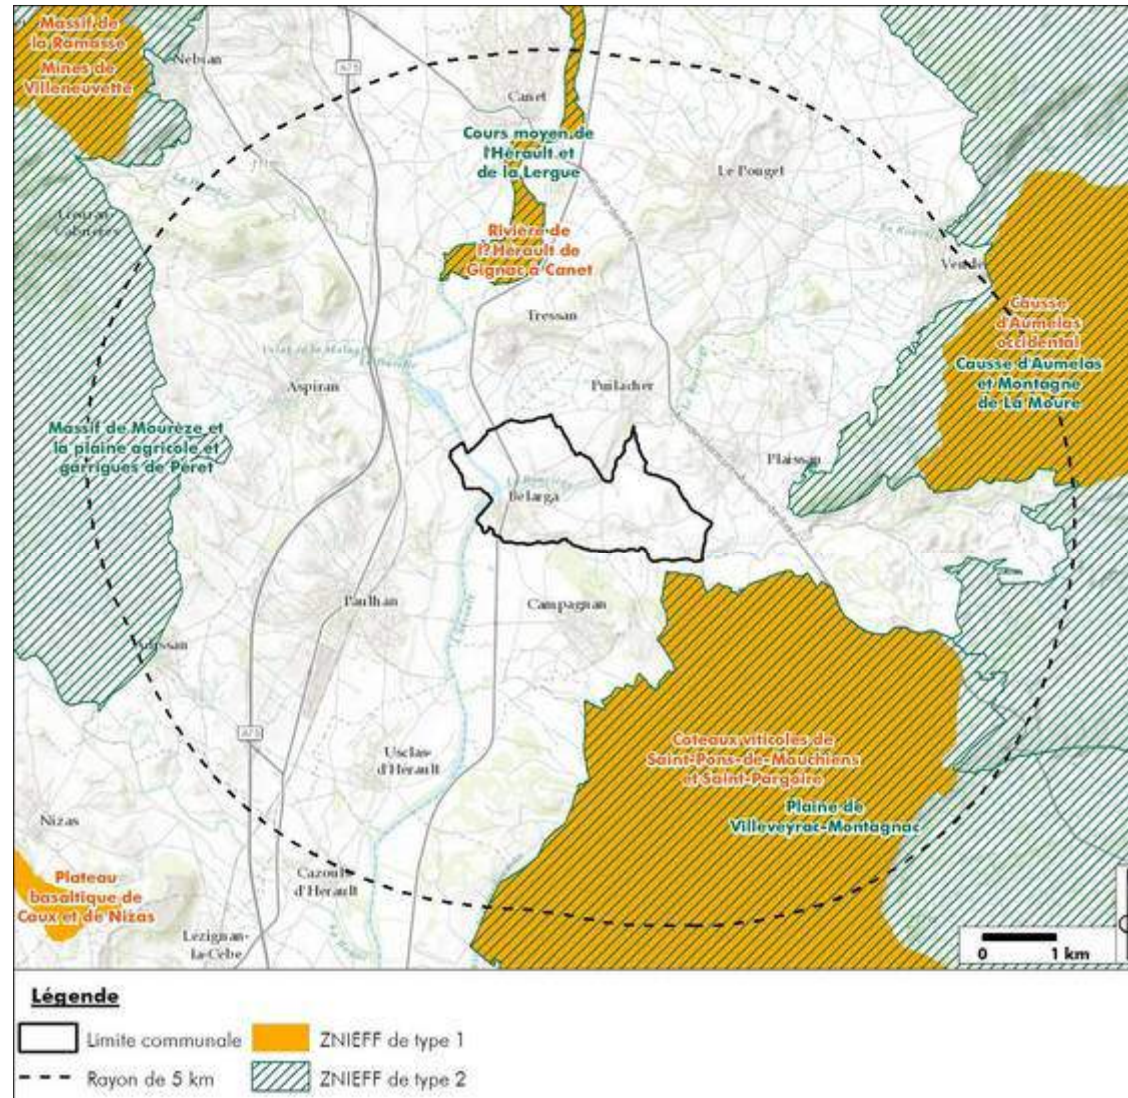 Massif de
la Ramasse
Mines de
Villeneuvette
Nebian
A75
Canet
Cours moyen de
l'Hérault et
de la Lergue
Le Pouget
Rivière de
l?Hérault de
Gignac à Canet
Causse
d'Aumelas
occidental
Causse d'Aumelas
et Montagne
de La Moure
Tressan
Aspiran
Puilacher
Massif de Mourèze et
la plaine agricole et
garrigues de Péret
Plaissan
Bélarga
Paulhan
Campagnan
Adissan
Usclas-
d'Hérault
Coteaux viticoles de
Saint-Pons-de-Mauchiens
et Saint-Pargoire
Plaine de
Villeveyrac-Montagnac
A75
Nizas
Plateau
basaltique de
Caux et de Nizas
Cazouls
d'Hérault
Lézignan-
la-Cèbe
0 1 km
Légende
Limite communale
ZNIEFF de type 1
Rayon de 5 km
ZNIEFF de type 2